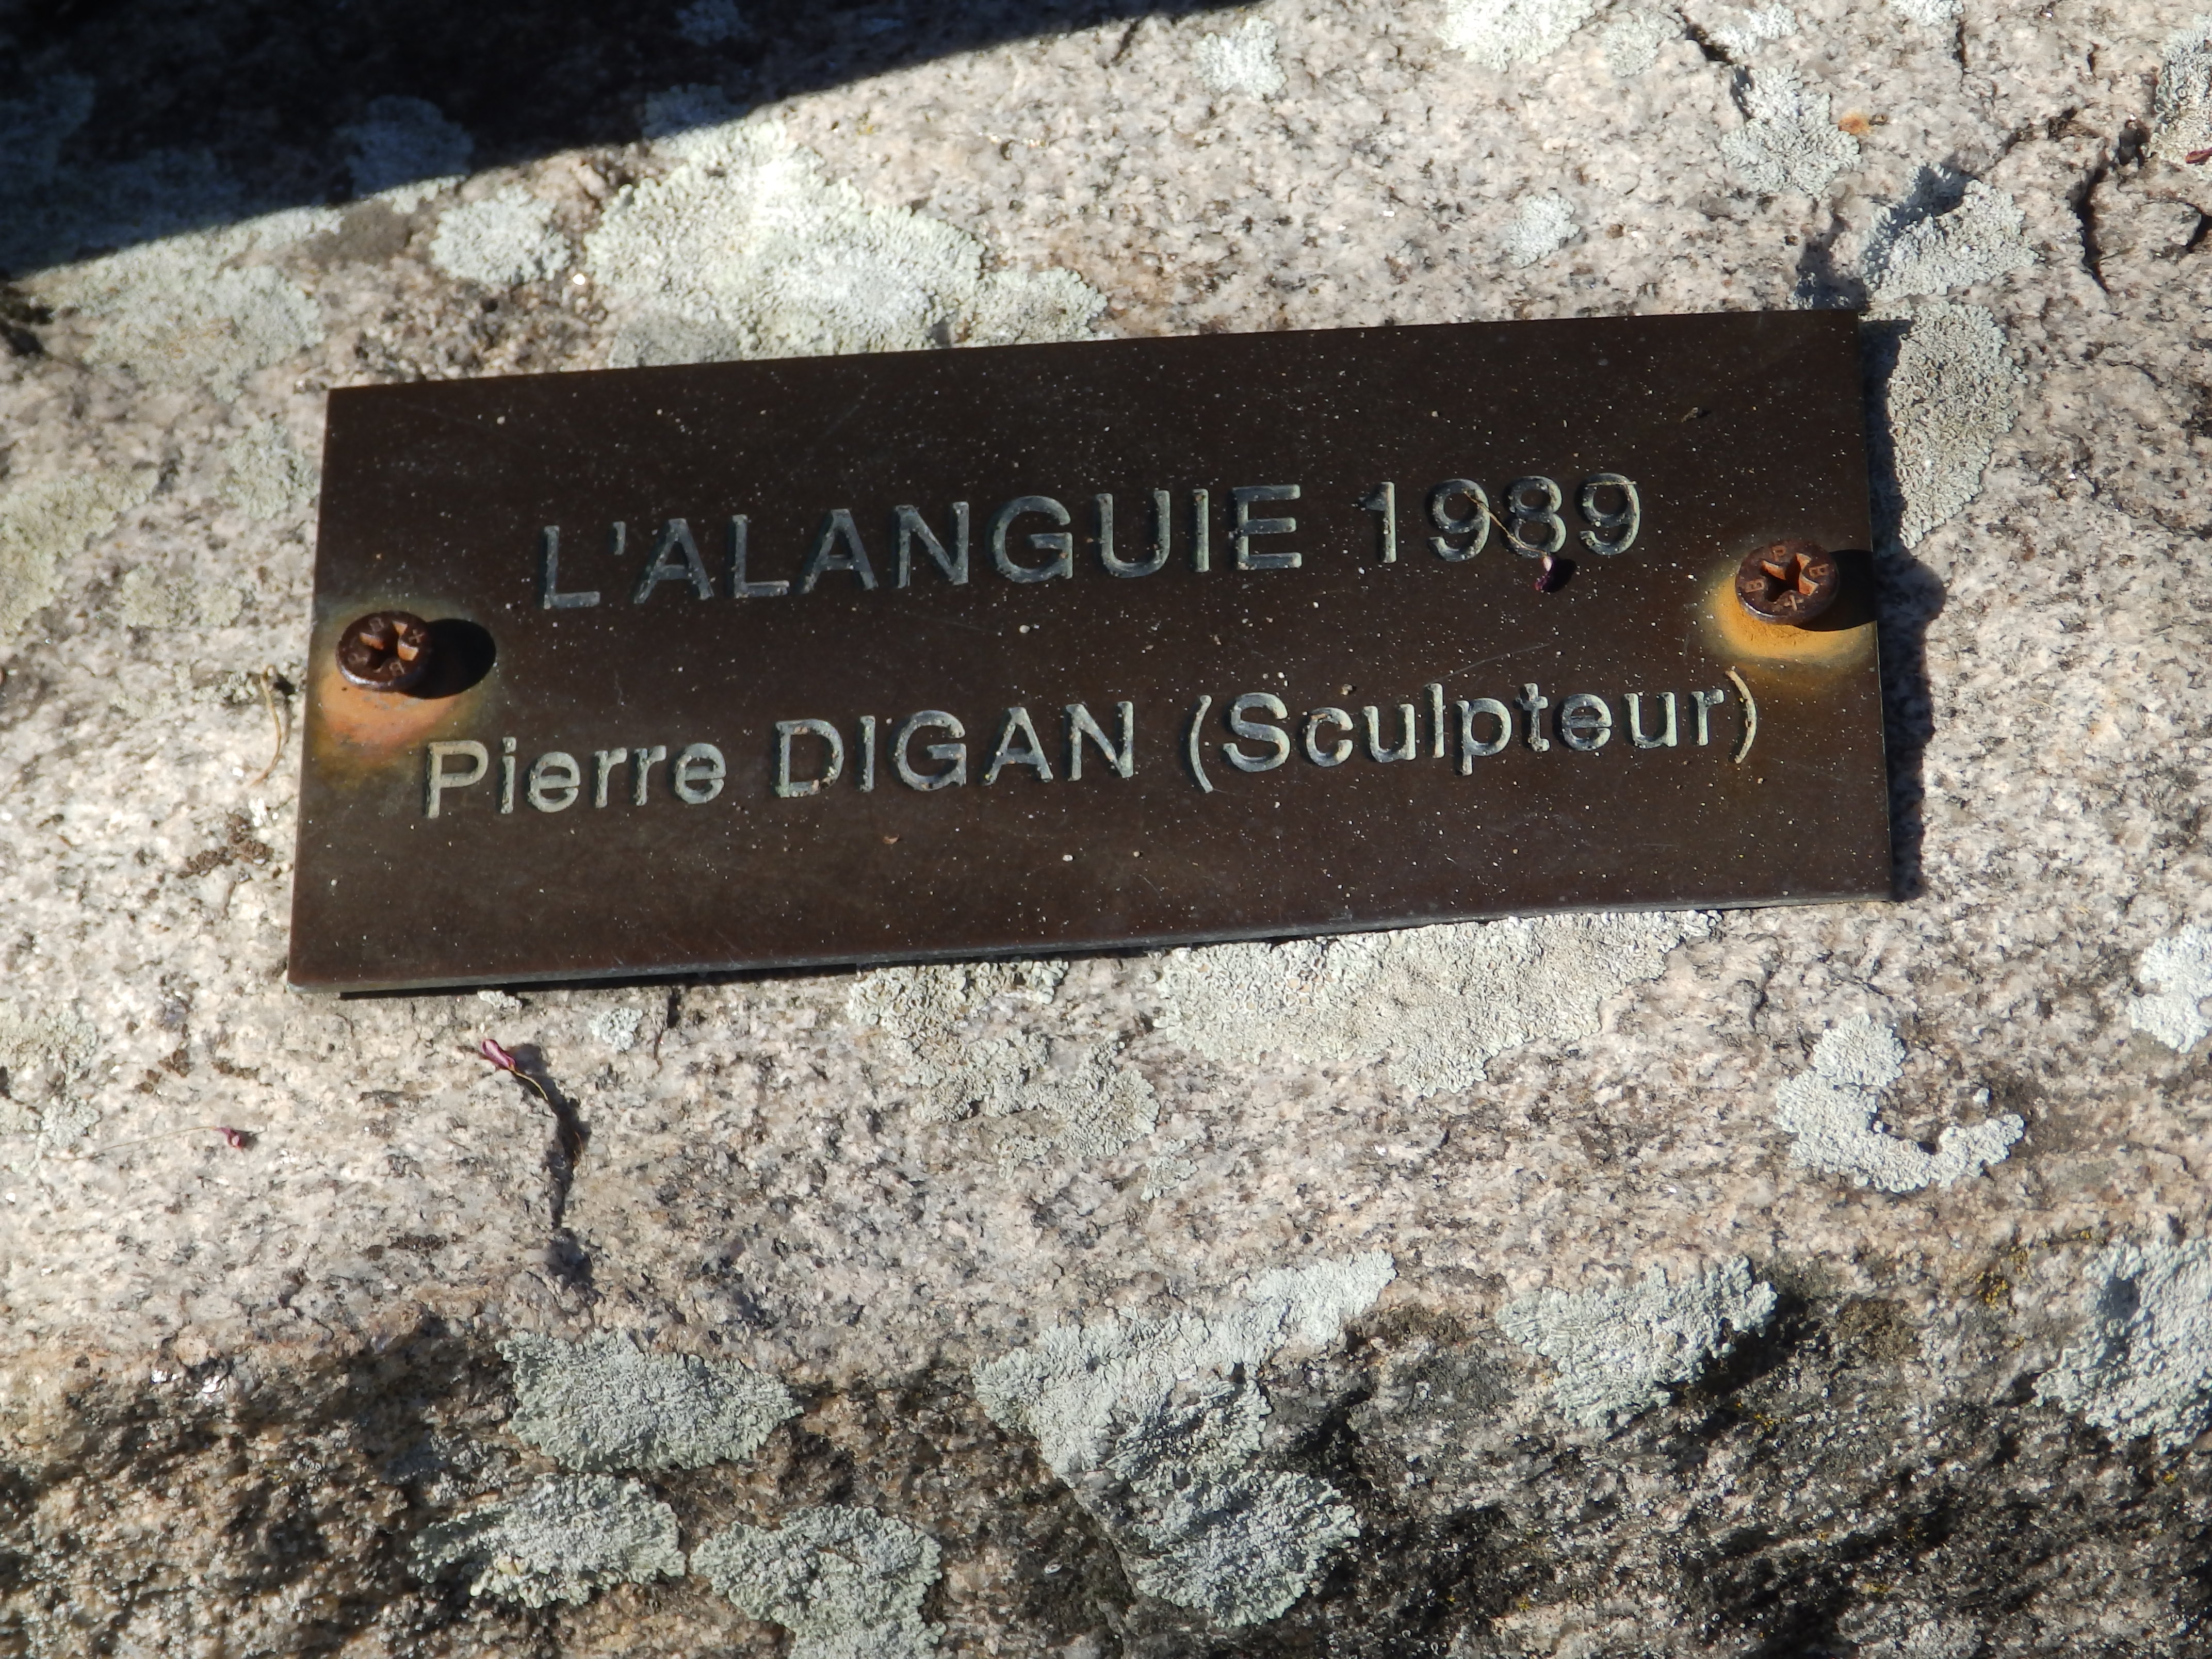 L'ALANGUIE 1989
Pierre DIGAN (Sculpteur)